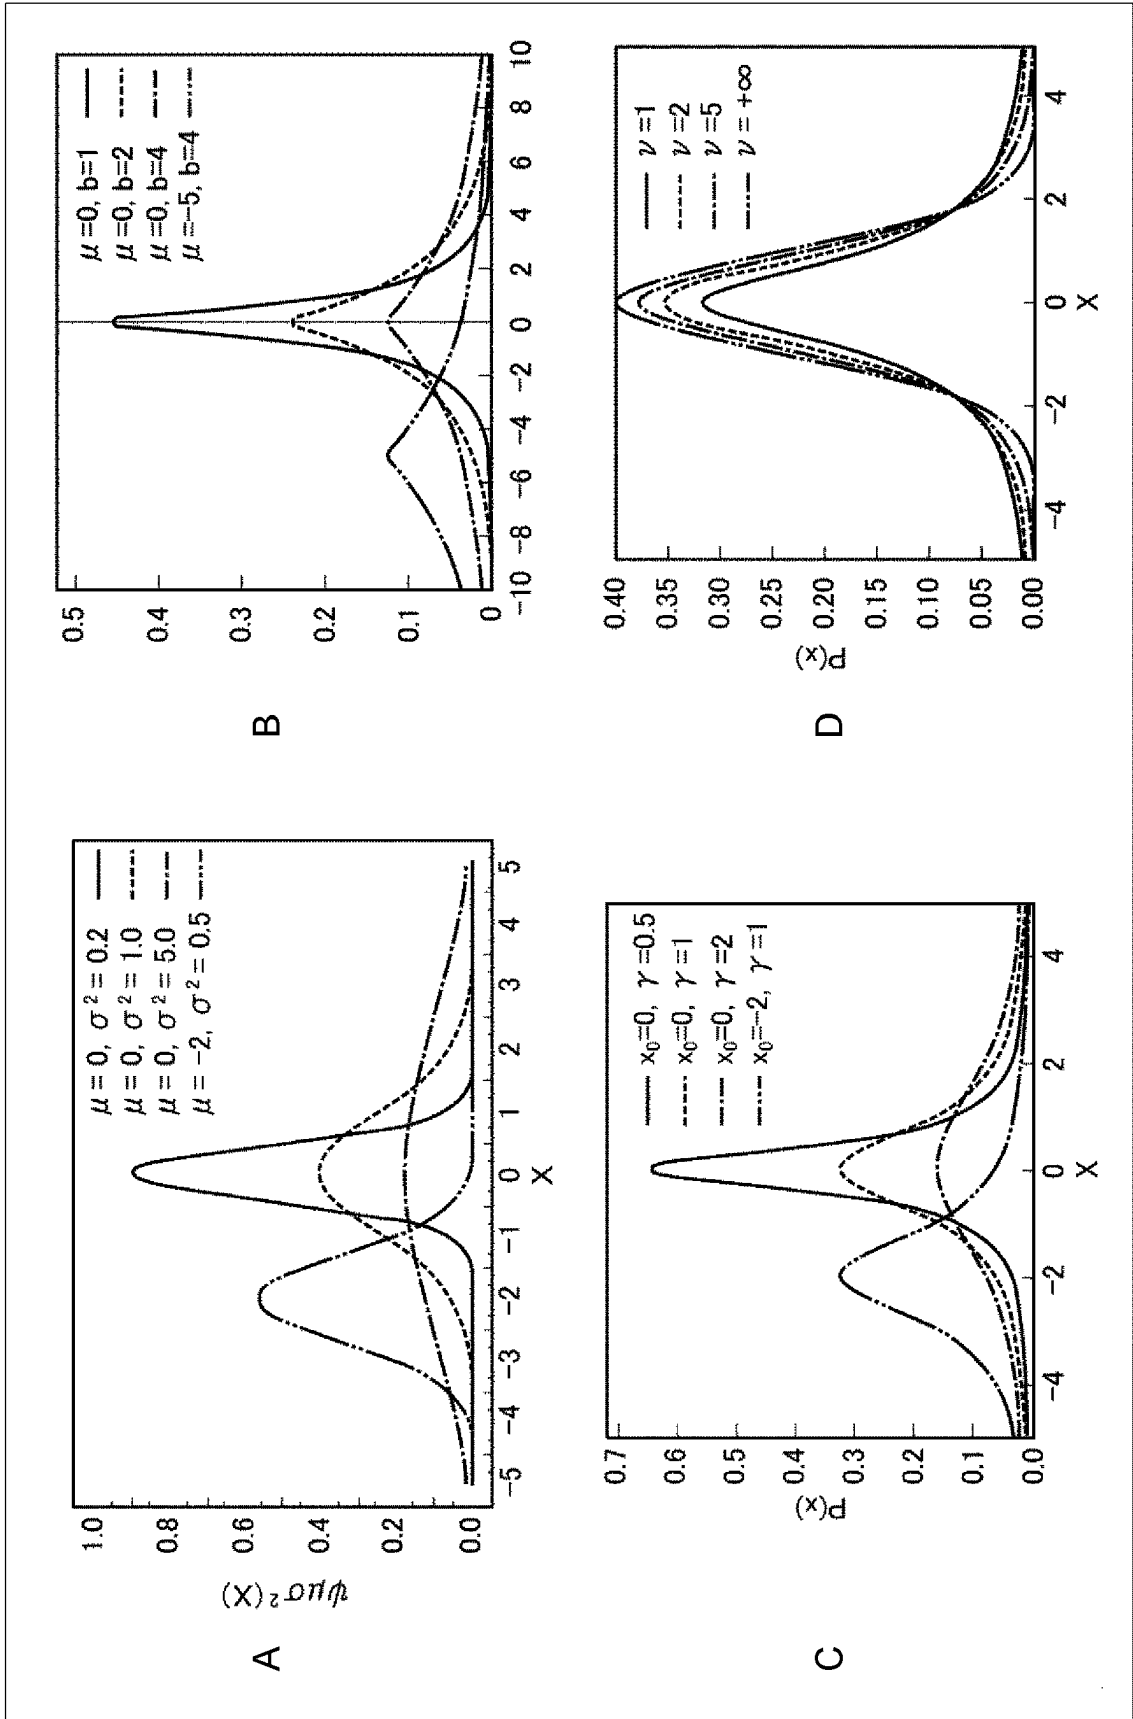 A
ψμσ²(X)
1.0
0.8
0.6
0.4
0.2
0.0
-5
-4
-3
-2
-1
0
1
2
3
4
5
X
μ=0, σ²=0.2
μ=0, σ²=1.0
μ=0, σ²=5.0
μ=-2, σ²=0.5
B
0.5
0.4
0.3
0.2
0.1
0
-10
-8
-6
-4
-2
0
2
4
6
8
10
μ=0, b=1
μ=0, b=2
μ=0, b=4
μ=-5, b=4
C
P(x)
0.7
0.6
0.5
0.4
0.3
0.2
0.1
0.0
-4
-2
0
2
4
X
x₀=0, γ=0.5
x₀=0, γ=1
x₀=0, γ=2
x₀=-2, γ=1
D
P(x)
0.40
0.35
0.30
0.25
0.20
0.15
0.10
0.05
0.00
-4
-2
0
2
4
X
ν=1
ν=2
ν=5
ν=+∞